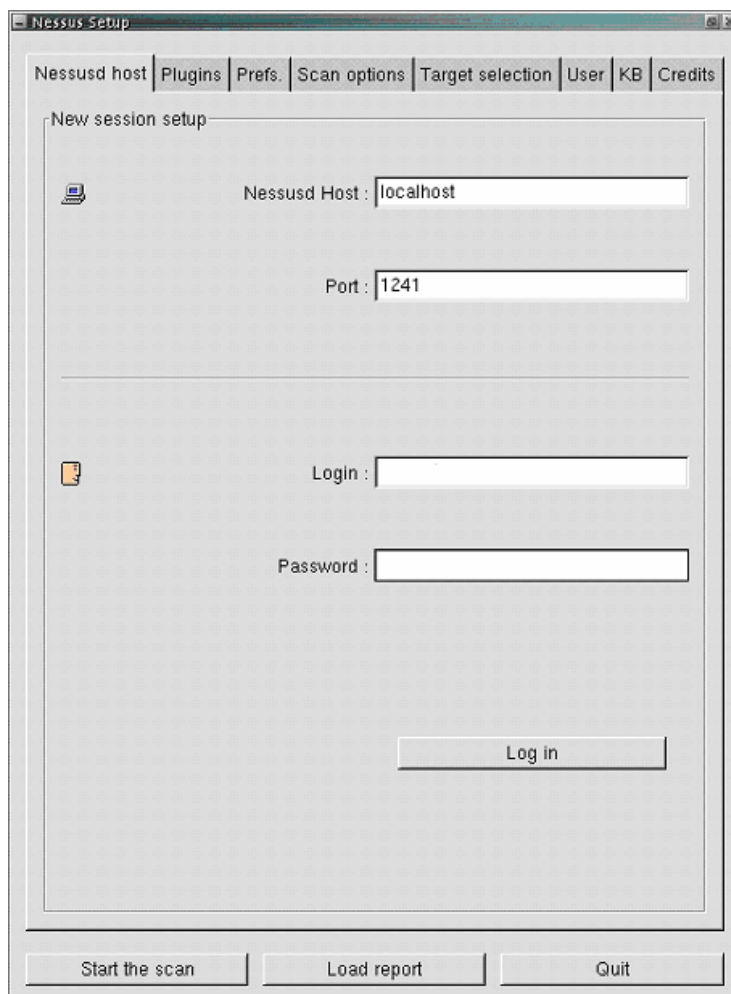 Nessus Setup
Nessusd host Plugins Prefs. Scan options Target selection User KB Credits
New session setup
Nessusd Host : localhost
Port : 1241
Login :
Password :
Log in
Start the scan Load report Quit